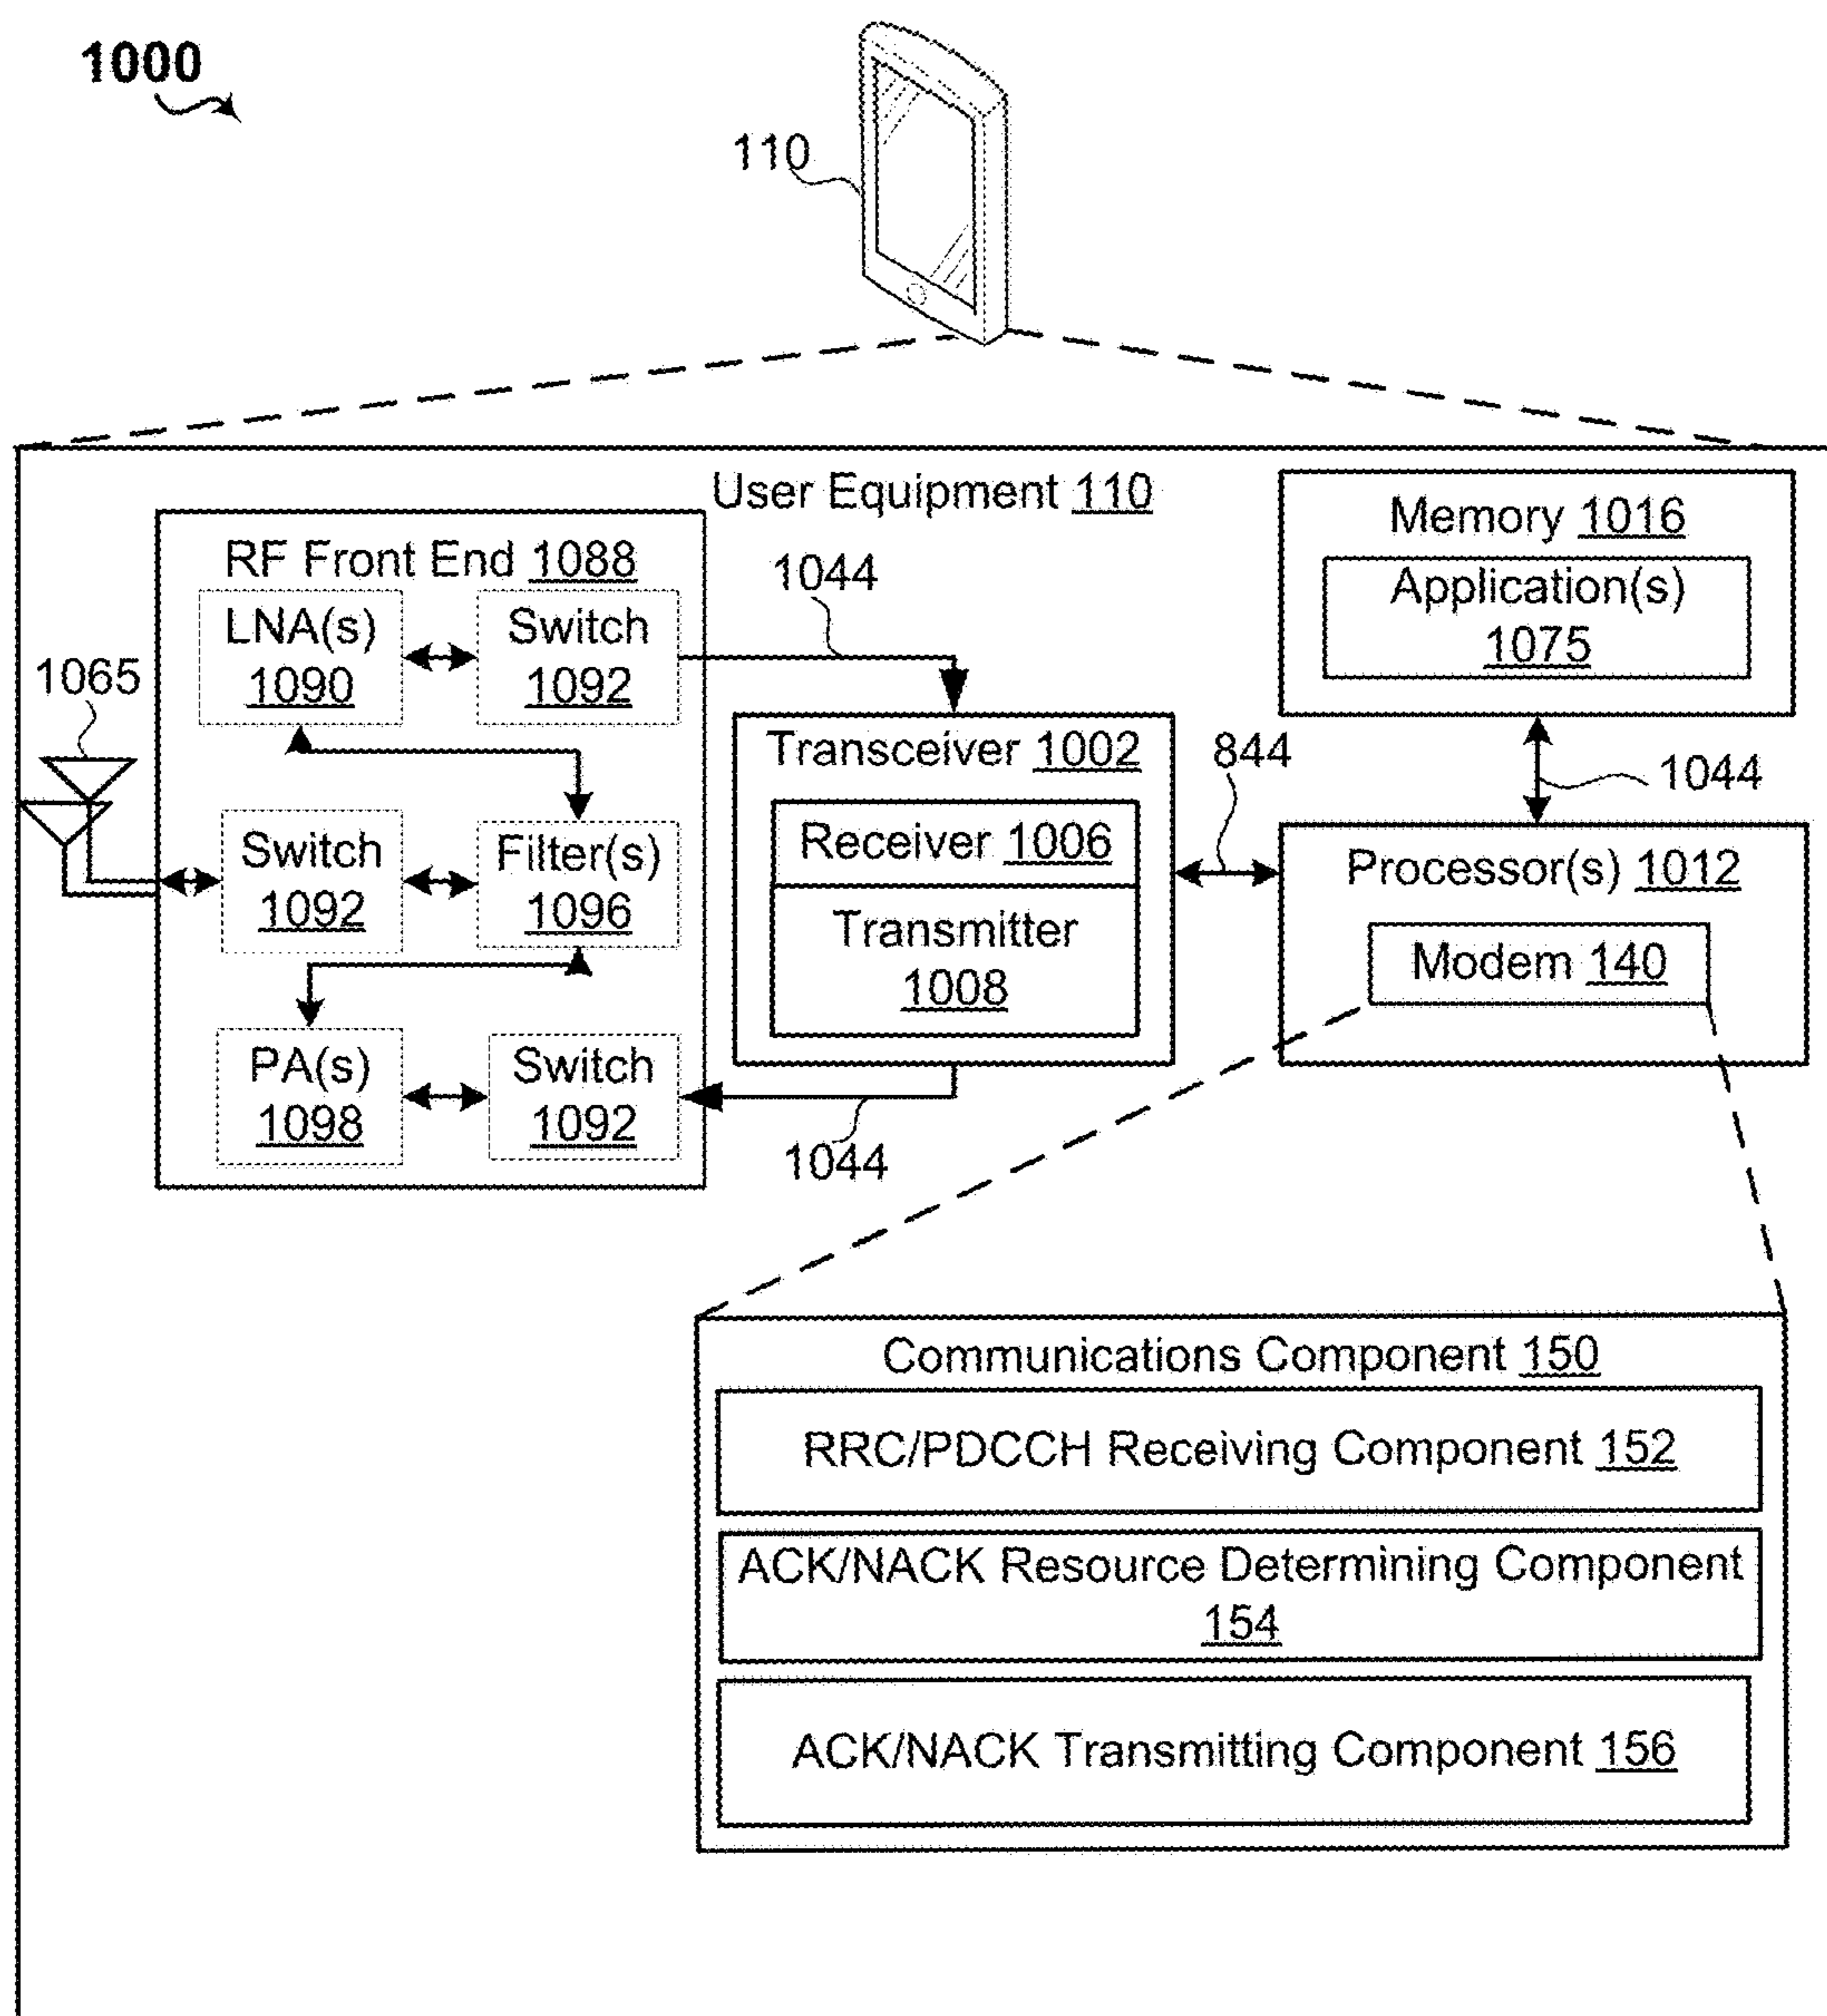 1000
110
User Equipment 110
RF Front End 1088
LNA(s)
1090
Switch
1092
1044
1065
Switch
1092
Filter(s)
1096
PA(s)
1098
Switch
1092
1044
Transceiver 1002
Receiver 1006
Transmitter
1008
844
Memory 1016
Application(s)
1075
1044
Processor(s) 1012
Modem 140
Communications Component 150
RRC/PDCCH Receiving Component 152
ACK/NACK Resource Determining Component
154
ACK/NACK Transmitting Component 156